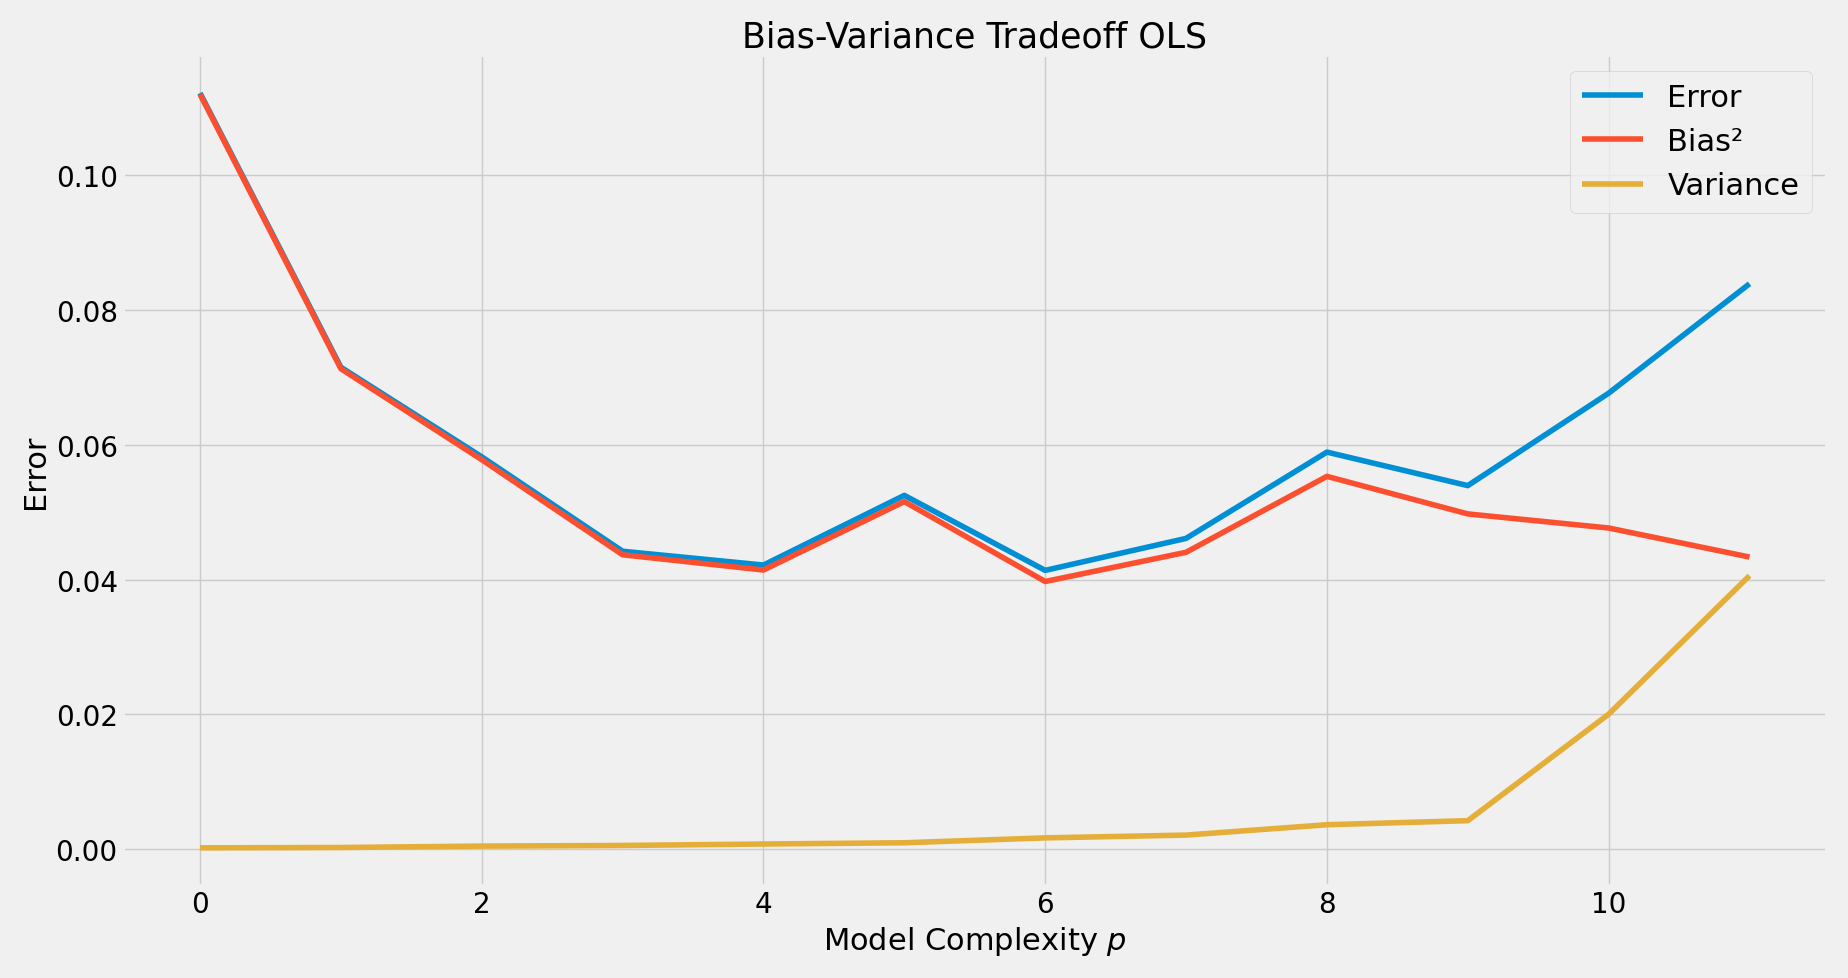 Bias-Variance Tradeoff OLS
Error
Bias²
Variance
0.10
0.08
0.06
0.04
0.02
0.00
Error
0 2 4 6 8 10
Model Complexity p